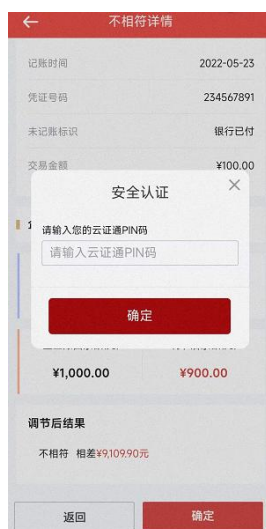 不相符详情
记账时间 2022-05-23
凭证号码 234567891
未记账标识 银行已付
交易金额 ¥100.00
安全认证
请输入您的云证通PIN码
请输入云证通PIN码
确定
¥1,000.00 ¥900.00
调节后结果
不相符 相差¥9,109.90元
返回 确定